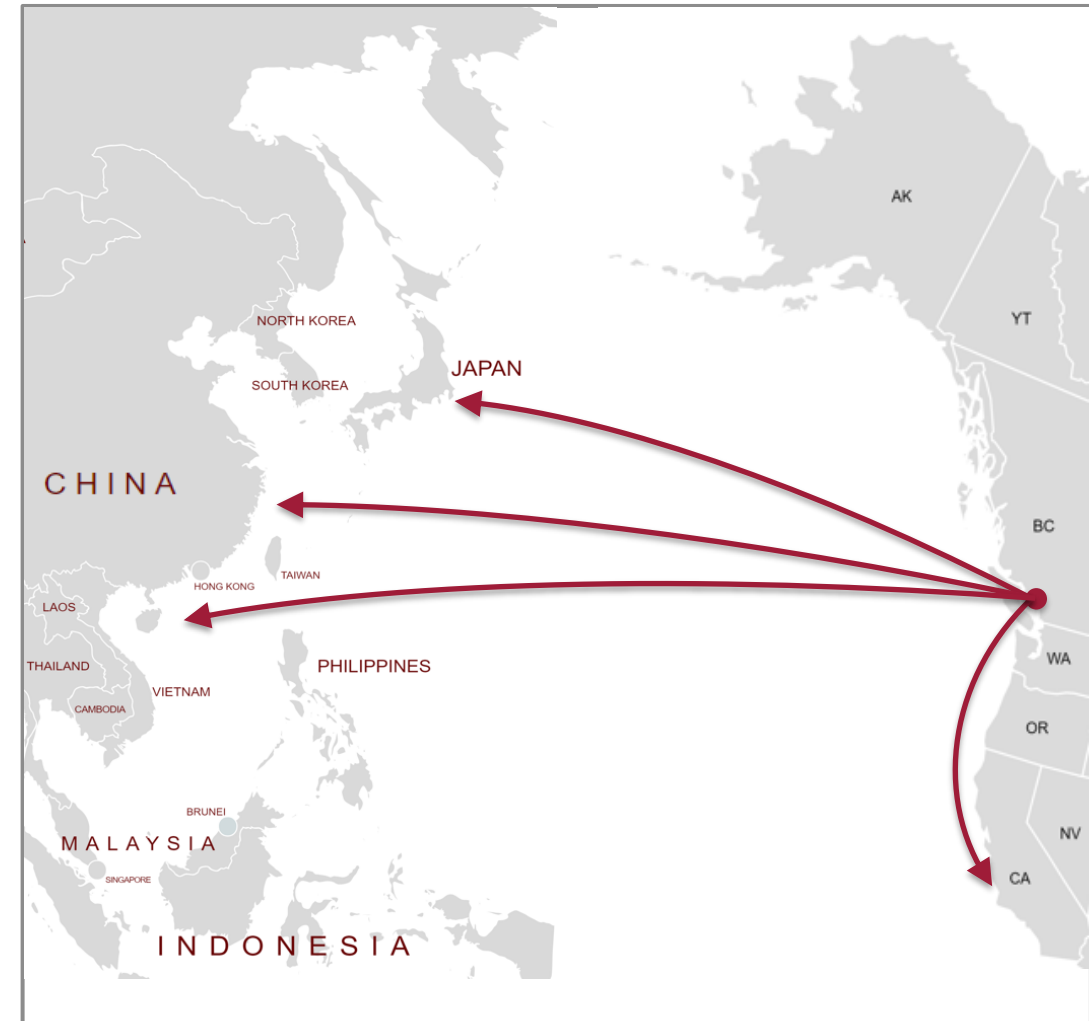 AK
YT
NORTH KOREA
JAPAN
SOUTH KOREA
CHINA
BC
TAIWAN
HONG KONG
LAOS
WA
THAILAND
PHILIPPINES
VIETNAM
CAMBODIA
OR
BRUNEI
NV
MALAYSIA
SINGAPORE
CA
INDONESIA